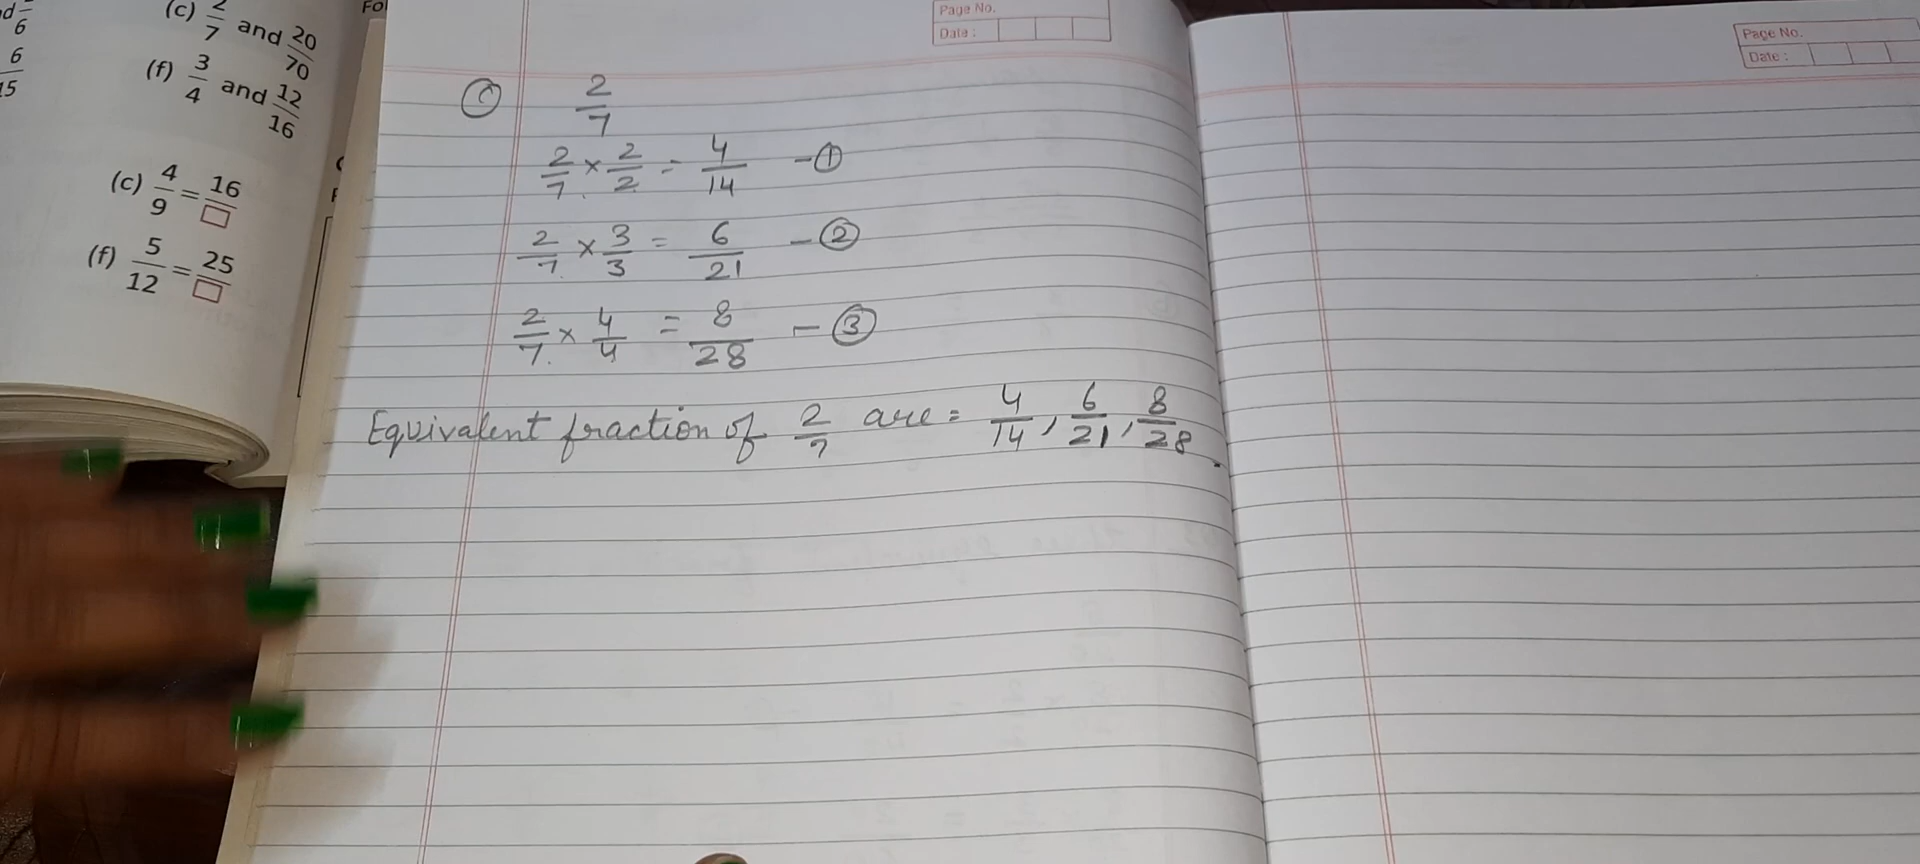 6
15
(c) 2/7 and 20/70
(f) 3/4 and 12/16
(c) 4/9 = 16/□
(f) 5/12 = 25/□
Page No.
Date :
(c) 2/7
2/7 × 2/2 = 4/14 - ①
2/7 × 3/3 = 6/21 - ②
2/7 × 4/4 = 8/28 - ③
Equivalent fraction of 2/7 are = 4/14, 6/21, 8/28.
Page No.
Date :